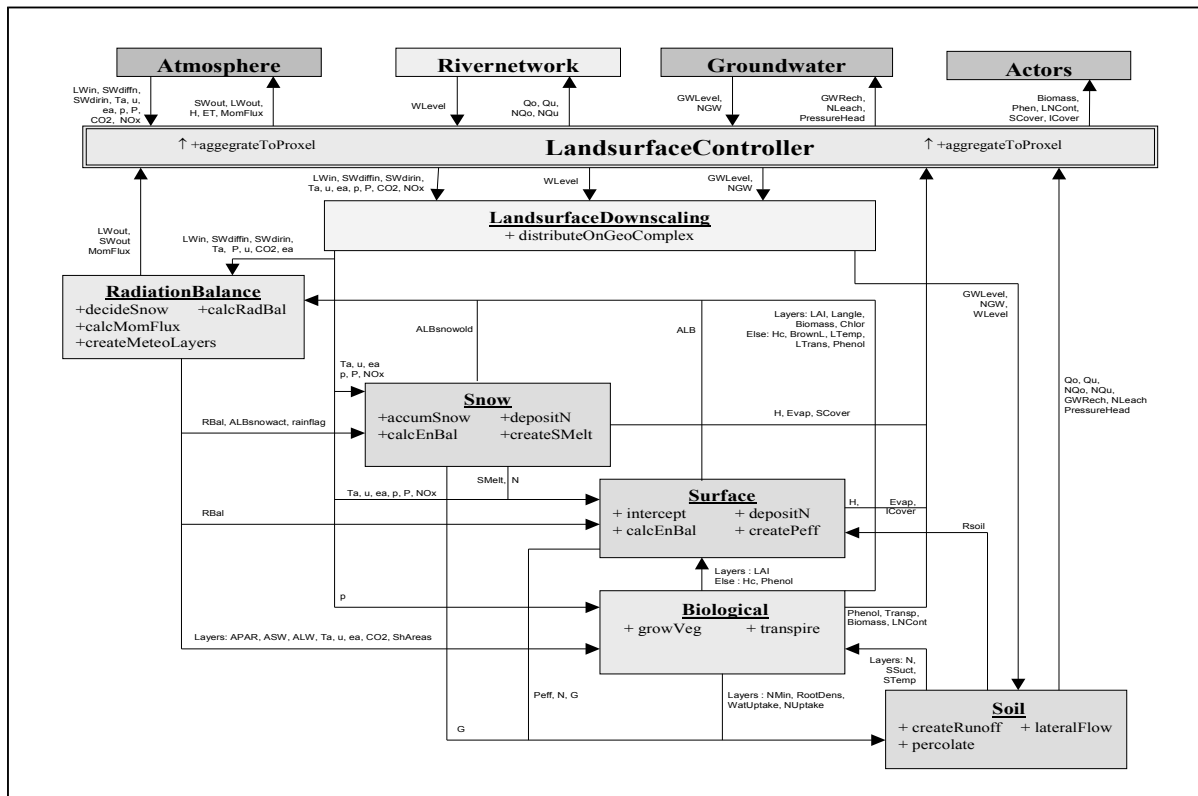 Atmosphere
Rivernetwork
Groundwater
Actors
LWin, SWdiffn,
SWdirin, Ta, u,
ea, p, P,
CO2, NOx
SWout, LWout,
H, ET, MomFlux
WLevel
Qo, Qu,
NQo, NQu
GWLevel,
NGW
GWRech,
NLeach,
PressureHead
Biomass,
Phen, LNCont,
SCover, ICover
↑ +aggegrateToProxel
LandsurfaceController
↑ +aggregateToProxel
LWin, SWdiffin, SWdirin,
Ta, u, ea, p, P, CO2, NOx
WLevel
GWLevel,
NGW
LandsurfaceDownscaling
+ distributeOnGeoComplex
LWout,
SWout
MomFlux
LWin, SWdiffin, SWdirin,
Ta, P, u, CO2, ea
RadiationBalance
+decideSnow +calcRadBal
+calcMomFlux
+createMeteoLayers
ALBsnowold
ALB
Layers: LAI, Langle,
Biomass, Chlor
Else: Hc, BrownL, LTemp,
LTrans, Phenol
GWLevel,
NGW,
WLevel
Ta, u, ea
p, P, NOx
Snow
+accumSnow +depositN
+calcEnBal +createSMelt
RBal, ALBsnowact, rainflag
H, Evap, SCover
Qo, Qu,
NQo, NQu,
GWRech, NLeach
PressureHead
SMelt, N
Ta, u, ea, p, P, NOx
Surface
+ intercept + depositN
+ calcEnBal + createPeff
H, Evap,
ICover
RBal
Rsoil
Layers : LAI
Else : Hc, Phenol
p
Biological
+ growVeg + transpire
Phenol, Transp,
Biomass, LNCont
Layers: APAR, ASW, ALW, Ta, u, ea, CO2, ShAreas
Layers: N,
SSuct,
STemp
Peff, N, G
Layers : NMin, RootDens,
WatUptake, NUptake
G
Soil
+ createRunoff + lateralFlow
+ percolate